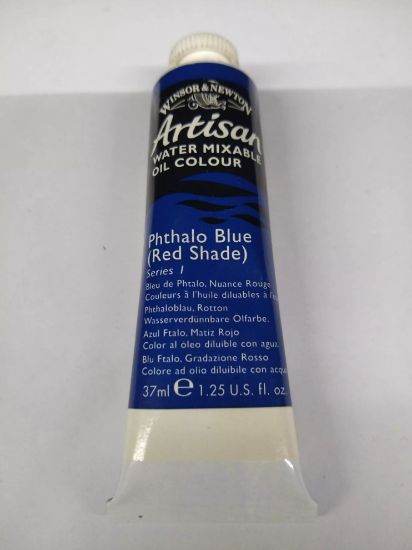 WINSOR & NEWTON
Artisan
WATER MIXABLE
OIL COLOUR
Phthalo Blue
(Red Shade)
Series 1
Bleu de Phtalo, Nuance Rouge
Couleurs à l'huile diluables à l'eau
Phthaloblau, Rotton
Wasserverdünnbare Olfarbe.
Azul Ftalo, Matiz Rojo
Color al oleo diluible con agua.
Blu Ftalo, Gradazione Rosso
Colore ad olio diluibile con acqua
37ml e 1.25 U.S. fl. oz.